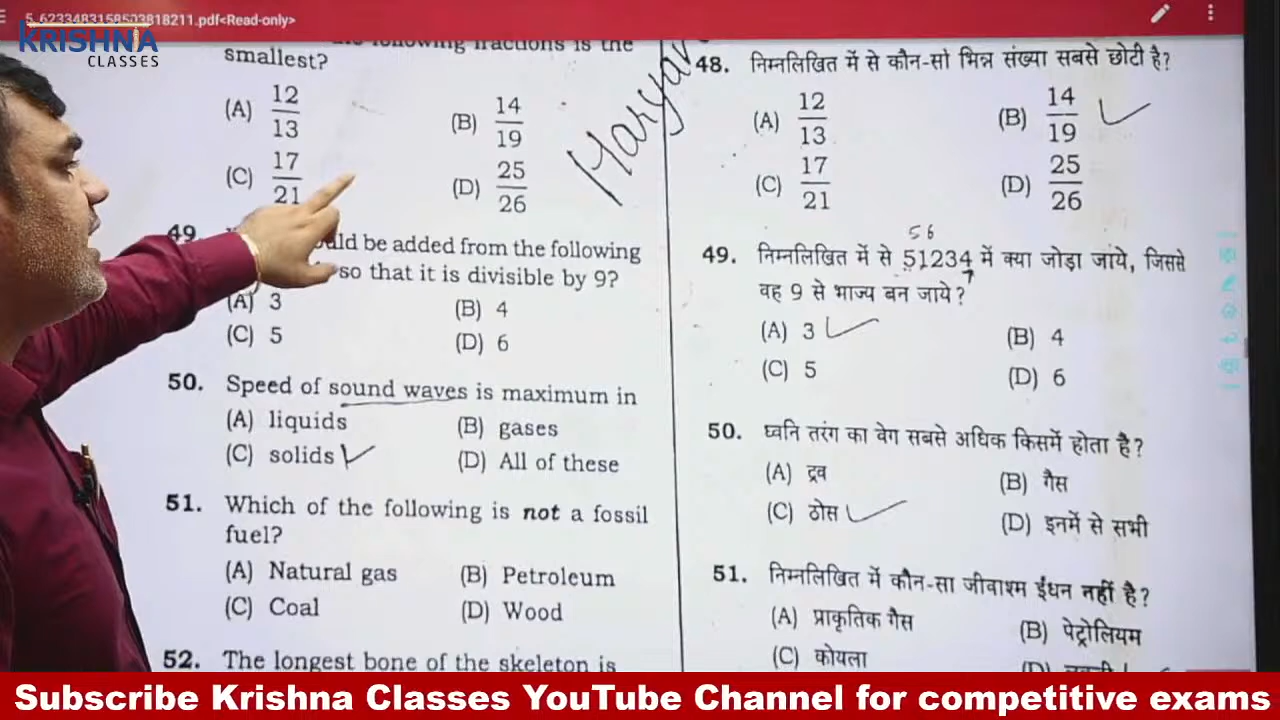 5_6233483158503818211.pdf<Read-only>
KRISHNA
CLASSES
following fractions is the
smallest?
(A) 12/13
(B) 14/19
(C) 17/21
(D) 25/26
49.
be added from the following
so that it is divisible by 9?
(A) 3
(B) 4
(C) 5
(D) 6
50. Speed of sound waves is maximum in
(A) liquids
(B) gases
(C) solids
(D) All of these
51. Which of the following is not a fossil
fuel?
(A) Natural gas
(B) Petroleum
(C) Coal
(D) Wood
52. The longest bone of the skeleton is
48. निम्नलिखित में से कौन-सी भिन्न संख्या सबसे छोटी है?
(A) 12/13
(B) 14/19
(C) 17/21
(D) 25/26
56
49. निम्नलिखित में से 51234 में क्या जोड़ा जाये, जिससे
वह 9 से भाज्य बन जाये?
(A) 3
(B) 4
(C) 5
(D) 6
50. ध्वनि तरंग का वेग सबसे अधिक किसमें होता है?
(A) द्रव
(B) गैस
(C) ठोस
(D) इनमें से सभी
51. निम्नलिखित में कौन-सा जीवाश्म ईंधन नहीं है?
(A) प्राकृतिक गैस
(B) पेट्रोलियम
(C) कोयला
Subscribe Krishna Classes YouTube Channel for competitive exams